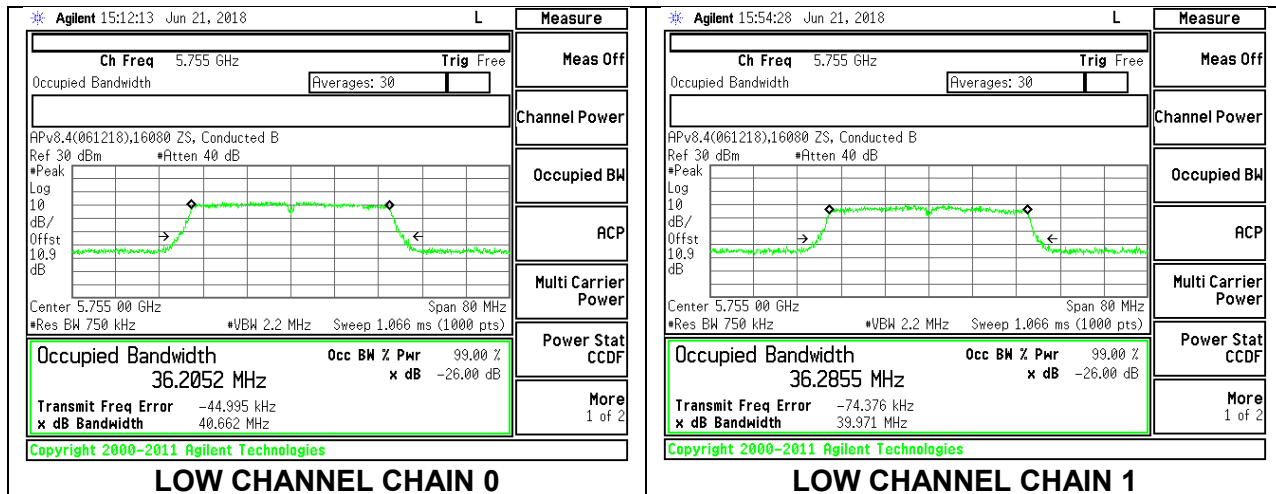 Agilent 15:12:13 Jun 21, 2018 L
Measure
Ch Freq 5.755 GHz Trig Free
Occupied Bandwidth Averages: 30
APv8.4(061218),16080 ZS, Conducted B
Ref 30 dBm #Atten 40 dB
#Peak
Log
10
dB/
Offst
10.9
dB
Center 5.755 00 GHz Span 80 MHz
#Res BW 750 kHz #VBW 2.2 MHz Sweep 1.066 ms (1000 pts)
Occupied Bandwidth Occ BW % Pwr 99.00 %
36.2052 MHz x dB -26.00 dB
Transmit Freq Error -44.995 kHz
x dB Bandwidth 40.662 MHz
Copyright 2000-2011 Agilent Technologies
Meas Off
Channel Power
Occupied BW
ACP
Multi Carrier
Power
Power Stat
CCDF
More
1 of 2
LOW CHANNEL CHAIN 0
Agilent 15:54:28 Jun 21, 2018 L
Measure
Ch Freq 5.755 GHz Trig Free
Occupied Bandwidth Averages: 30
APv8.4(061218),16080 ZS, Conducted B
Ref 30 dBm #Atten 40 dB
#Peak
Log
10
dB/
Offst
10.9
dB
Center 5.755 00 GHz Span 80 MHz
#Res BW 750 kHz #VBW 2.2 MHz Sweep 1.066 ms (1000 pts)
Occupied Bandwidth Occ BW % Pwr 99.00 %
36.2855 MHz x dB -26.00 dB
Transmit Freq Error -74.376 kHz
x dB Bandwidth 39.971 MHz
Copyright 2000-2011 Agilent Technologies
Meas Off
Channel Power
Occupied BW
ACP
Multi Carrier
Power
Power Stat
CCDF
More
1 of 2
LOW CHANNEL CHAIN 1